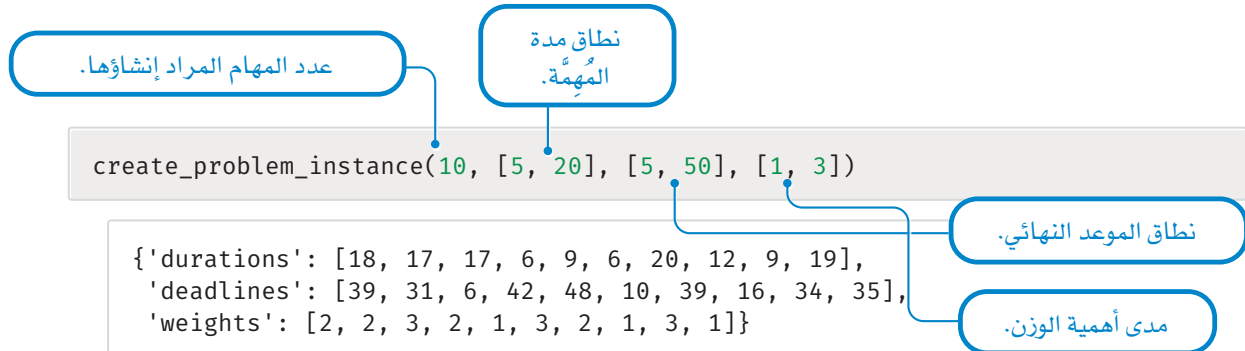 نطاق مدة
المُهِمَّة.
عدد المهام المراد إنشاؤها.
create_problem_instance(10, [5, 20], [5, 50], [1, 3])
نطاق الموعد النهائي.
{'durations': [18, 17, 17, 6, 9, 6, 20, 12, 9, 19],
'deadlines': [39, 31, 6, 42, 48, 10, 39, 16, 34, 35],
'weights': [2, 2, 3, 2, 1, 3, 2, 1, 3, 1]}
مدى أهمية الوزن.